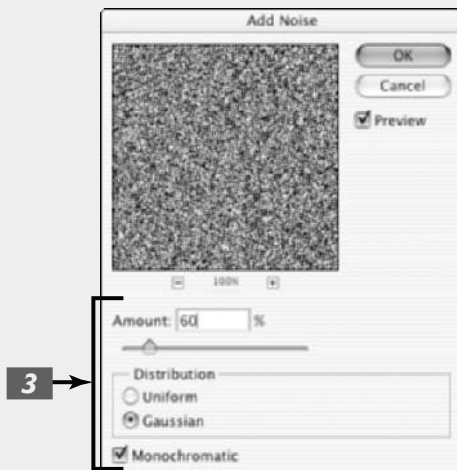 Add Noise
OK
Cancel
Preview
100%
Amount: 60 %
3
Distribution
Uniform
Gaussian
Monochromatic